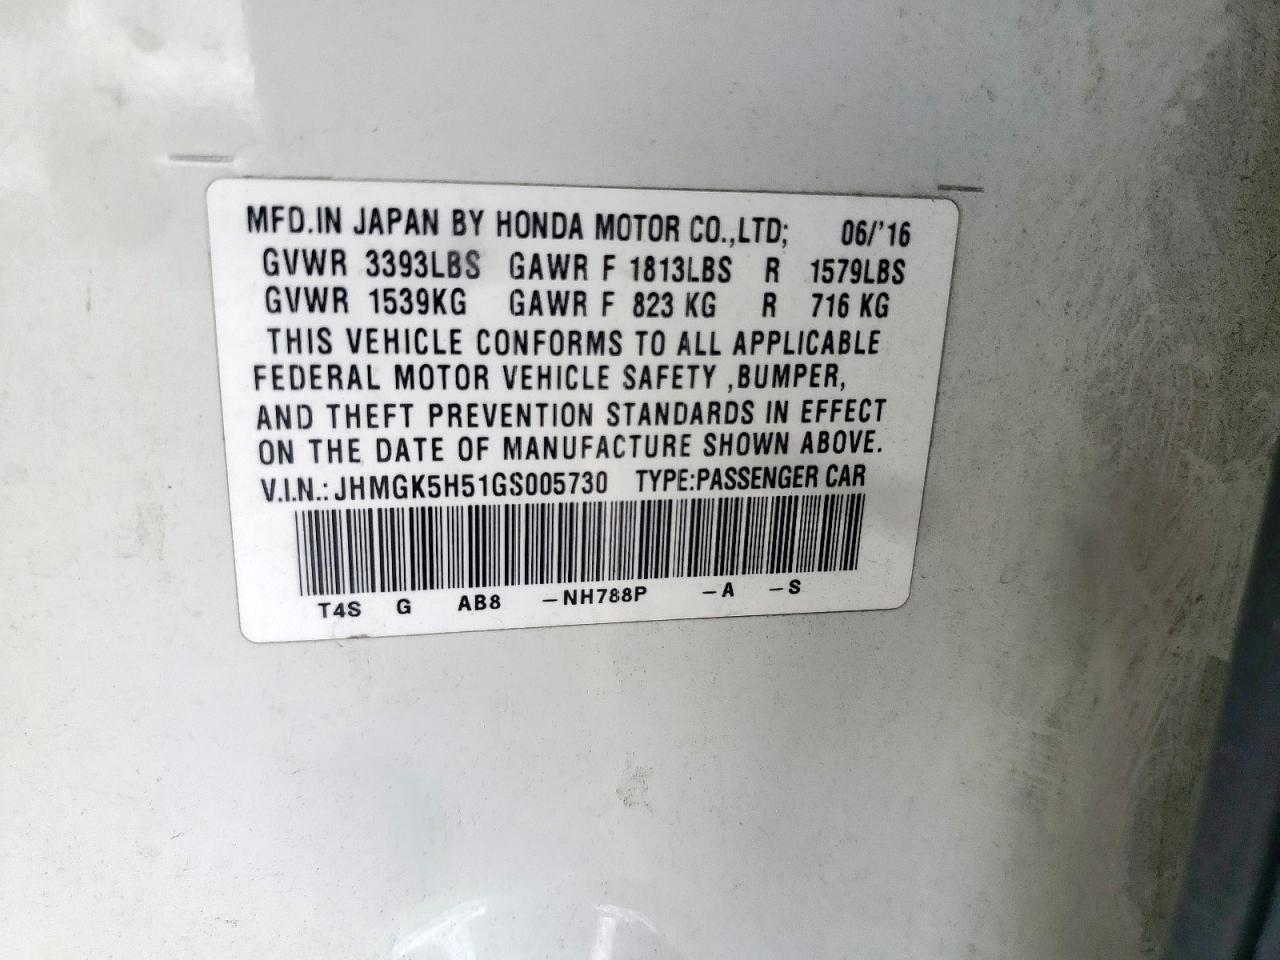 MFD.IN JAPAN BY HONDA MOTOR CO.,LTD; 06/'16
GVWR 3393LBS GAWR F 1813LBS R 1579LBS
GVWR 1539KG GAWR F 823 KG R 716 KG
THIS VEHICLE CONFORMS TO ALL APPLICABLE
FEDERAL MOTOR VEHICLE SAFETY ,BUMPER,
AND THEFT PREVENTION STANDARDS IN EFFECT
ON THE DATE OF MANUFACTURE SHOWN ABOVE.
V.I.N.: JHMGK5H51GS005730 TYPE:PASSENGER CAR
T4S G AB8 -NH788P -A -S